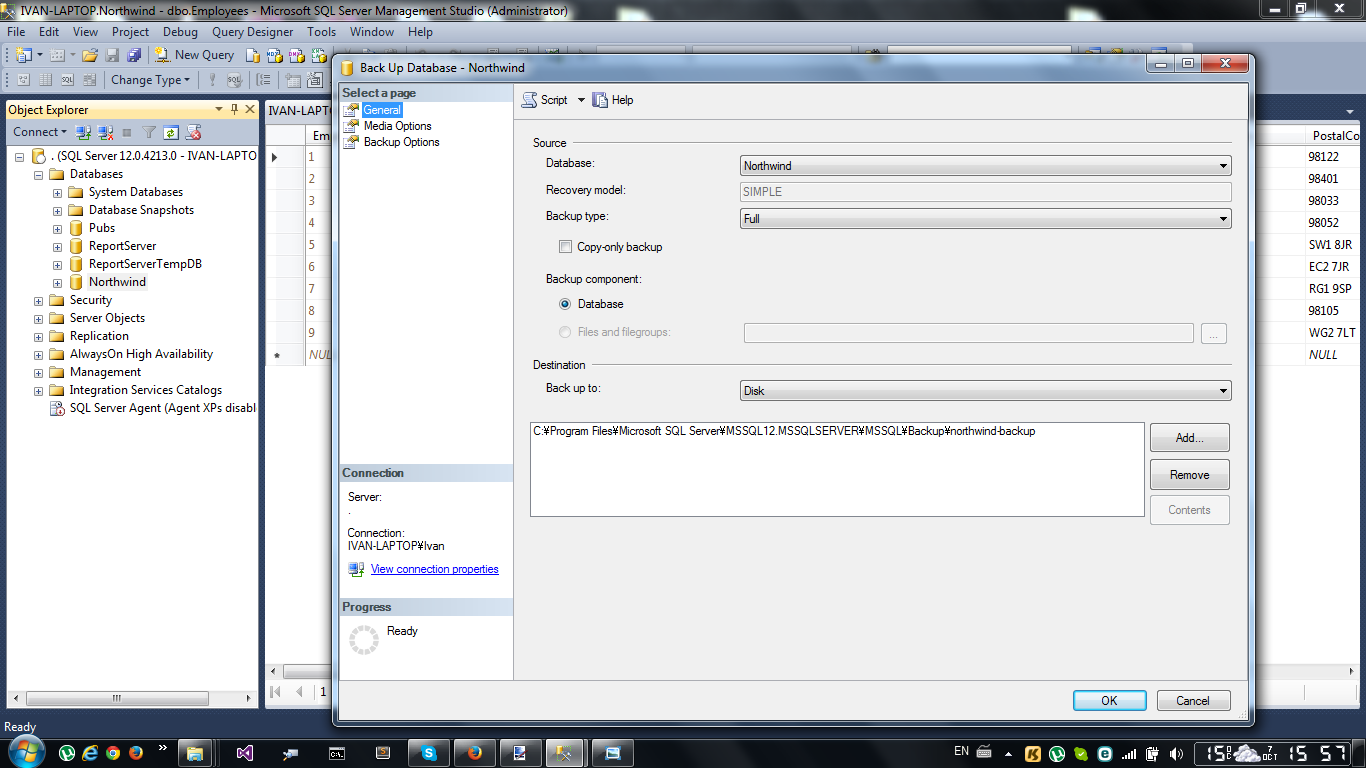 IVAN-LAPTOP.Northwind - dbo.Employees - Microsoft SQL Server Management Studio (Administrator)
File Edit View Project Debug Query Designer Tools Window Help
New Query
Change Type
Object Explorer
Connect
. (SQL Server 12.0.4213.0 - IVAN-LAPTO
Databases
System Databases
Database Snapshots
Pubs
ReportServer
ReportServerTempDB
Northwind
Security
Server Objects
Replication
AlwaysOn High Availability
Management
Integration Services Catalogs
SQL Server Agent (Agent XPs disabl
IVAN-LAPT
Em
1
2
3
4
5
6
7
8
9
NUL
1
Back Up Database - Northwind
Select a page
General
Media Options
Backup Options
Connection
Server:
.
Connection:
IVAN-LAPTOP¥Ivan
View connection properties
Progress
Ready
Script Help
Source
Database: Northwind
Recovery model: SIMPLE
Backup type: Full
Copy-only backup
Backup component:
Database
Files and filegroups: ...
Destination
Back up to: Disk
C:¥Program Files¥Microsoft SQL Server¥MSSQL12.MSSQLSERVER¥MSSQL¥Backup¥northwind-backup
Add...
Remove
Contents
OK Cancel
PostalCo
98122
98401
98033
98052
SW1 8JR
EC2 7JR
RG1 9SP
98105
WG2 7LT
NULL
Ready
EN
7
OCT
15 57